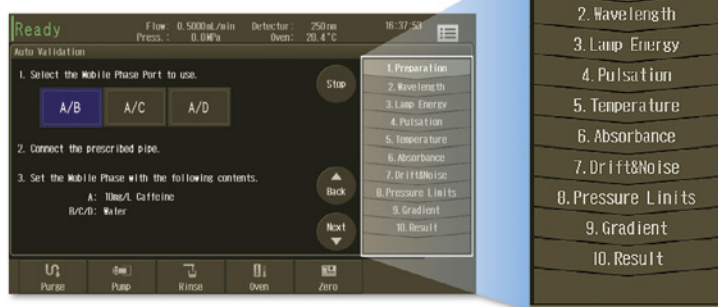 Ready
Flow: 0.5000mL/min Detector: 250nm 16:37:53
Press.: 0.0MPa Oven: 20.4°C
Auto Validation
1. Select the Mobile Phase Port to use.
A/B A/C A/D
Stop
2. Connect the prescribed pipe.
3. Set the Mobile Phase with the following contents.
A: 10mg/L Caffeine
B/C/D: Water
Back
Next
1. Preparation
2. Wavelength
3. Lamp Energy
4. Pulsation
5. Temperature
6. Absorbance
7. Drift&Noise
8. Pressure Limits
9. Gradient
10. Result
Purge Pump Rinse Oven Zero
2. Wavelength
3. Lamp Energy
4. Pulsation
5. Temperature
6. Absorbance
7. Drift&Noise
8. Pressure Limits
9. Gradient
10. Result